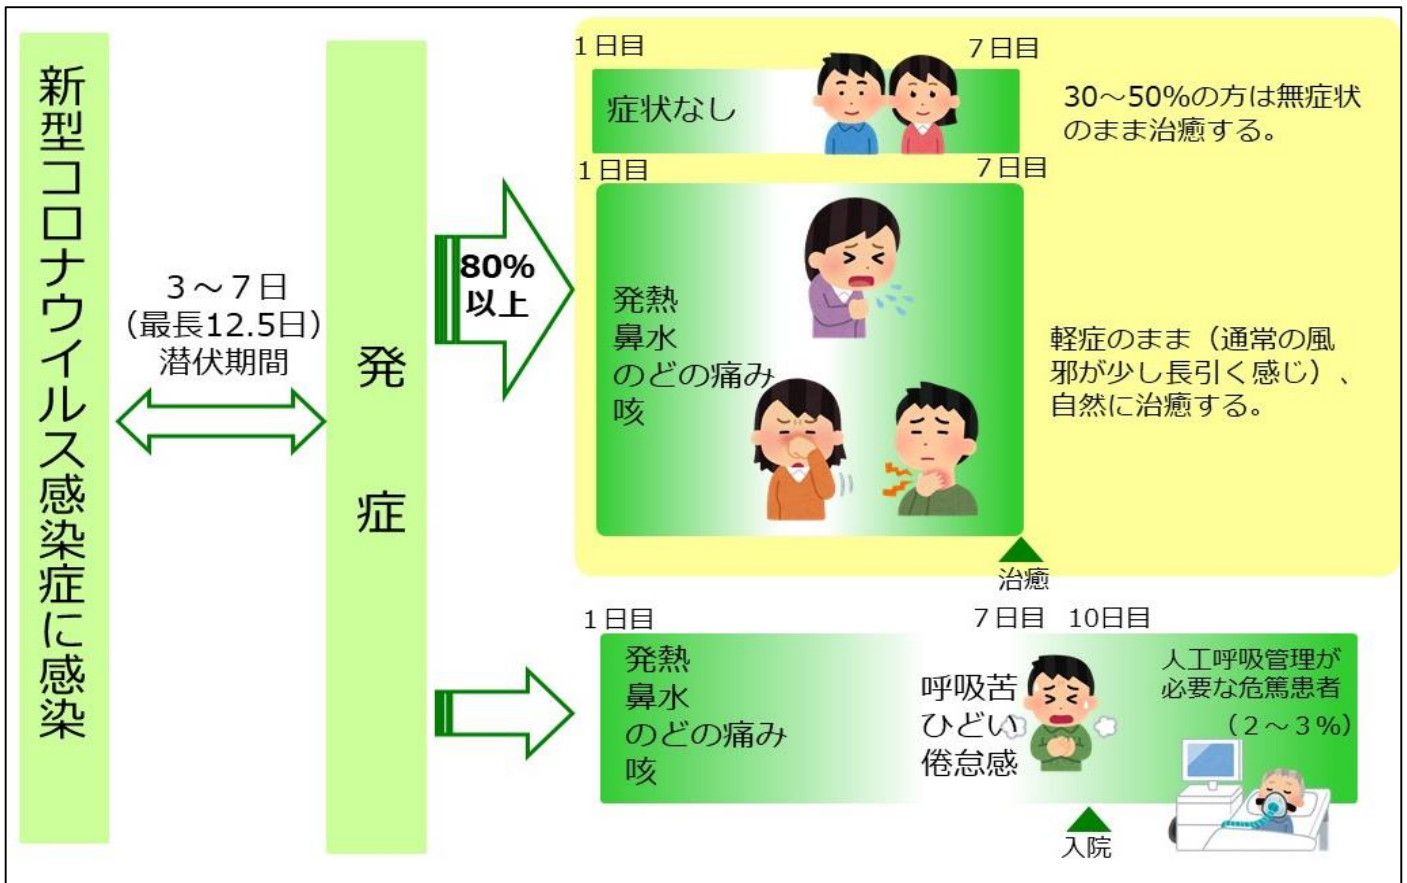 新型コロナウイルス感染症に感染
3～7日
（最長12.5日）
潜伏期間
発症
80%
以上
1日目
7日目
症状なし
30～50%の方は無症状
のまま治癒する。
1日目
7日目
発熱
鼻水
のどの痛み
咳
軽症のまま（通常の風
邪が少し長引く感じ）、
自然に治癒する。
治癒
1日目
7日目
10日目
発熱
鼻水
のどの痛み
咳
呼吸苦
ひどい
倦怠感
人工呼吸管理が
必要な危篤患者
（2～3%）
入院